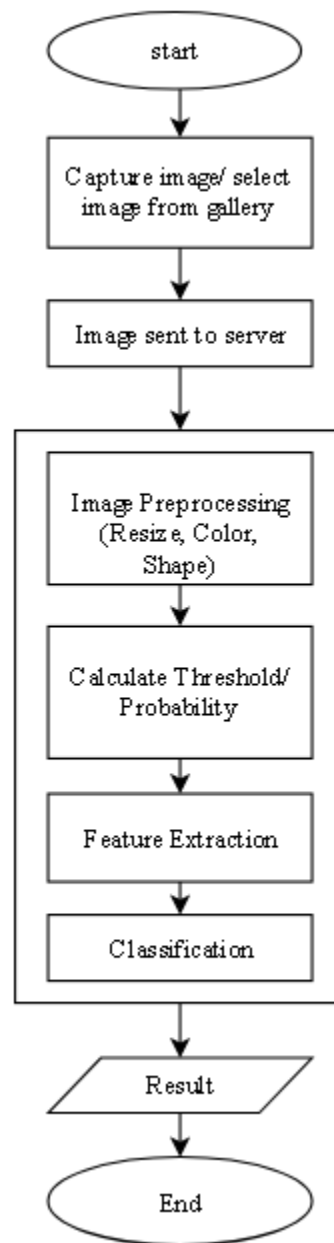 start
Capture image/ select
image from gallery
Image sent to server
Image Preprocessing
(Resize, Color,
Shape)
Calculate Threshold/
Probability
Feature Extraction
Classification
Result
End